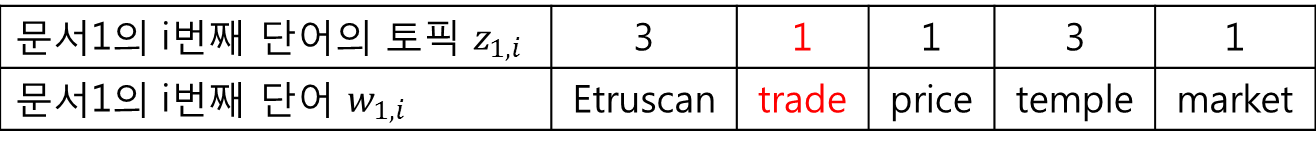 문서1의 i번째 단어의 토픽 z₁,ᵢ 3 1 1 3 1
문서1의 i번째 단어 w₁,ᵢ Etruscan trade price temple market